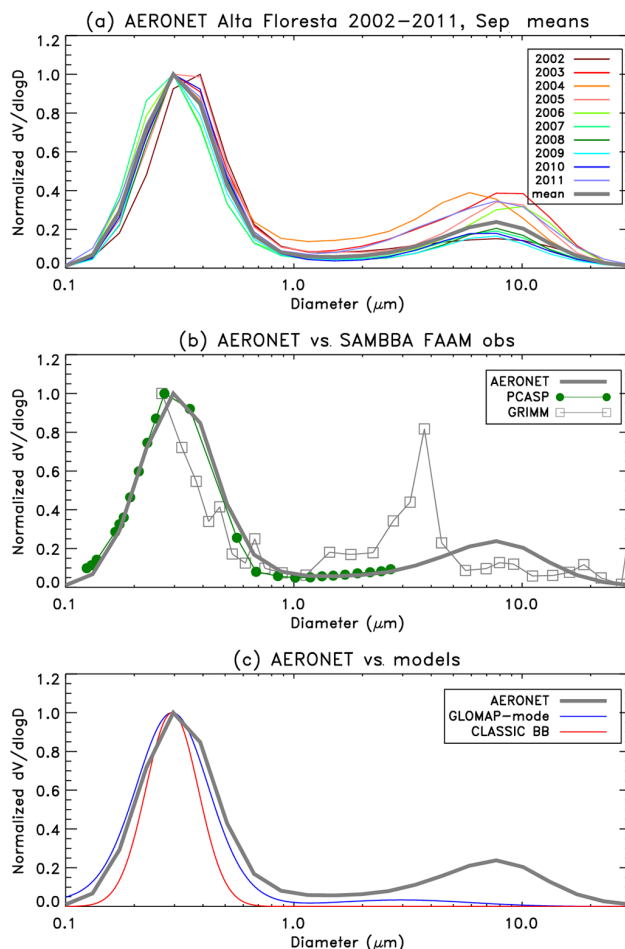 (a) AERONET Alta Floresta 2002-2011, Sep means
Normalized dV/dlogD
1.2
1.0
0.8
0.6
0.4
0.2
0.0
2002
2003
2004
2005
2006
2007
2008
2009
2010
2011
mean
0.1 1.0 10.0
Diameter (μm)
(b) AERONET vs. SAMBBA FAAM obs
Normalized dV/dlogD
1.2
1.0
0.8
0.6
0.4
0.2
0.0
AERONET
PCASP
GRIMM
0.1 1.0 10.0
Diameter (μm)
(c) AERONET vs. models
Normalized dV/dlogD
1.2
1.0
0.8
0.6
0.4
0.2
0.0
AERONET
GLOMAP-mode
CLASSIC BB
0.1 1.0 10.0
Diameter (μm)